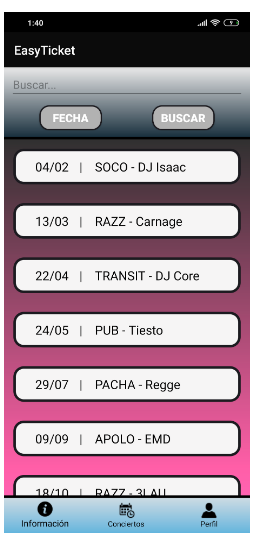 1:40
EasyTicket
Buscar...
FECHA BUSCAR
04/02 | SOCO - DJ Isaac
13/03 | RAZZ - Carnage
22/04 | TRANSIT - DJ Core
24/05 | PUB - Tiesto
29/07 | PACHA - Regge
09/09 | APOLO - EMD
18/10 | RAZZ - 3LAU
Información Conciertos Perfil